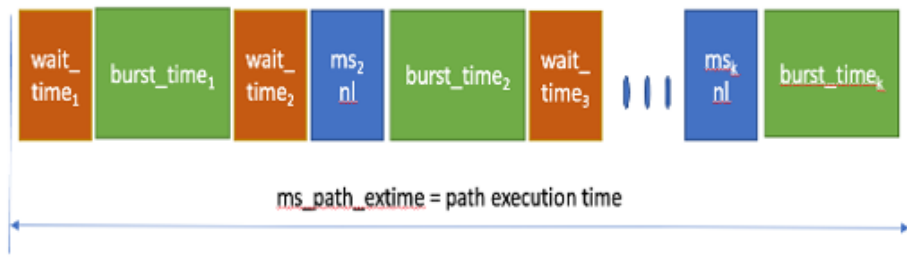 wait_
time₁
burst_time₁
wait_
time₂
ms₂
nl
burst_time₂
wait_
time₃
msₖ
nl
burst_timeₖ
ms_path_extime = path execution time